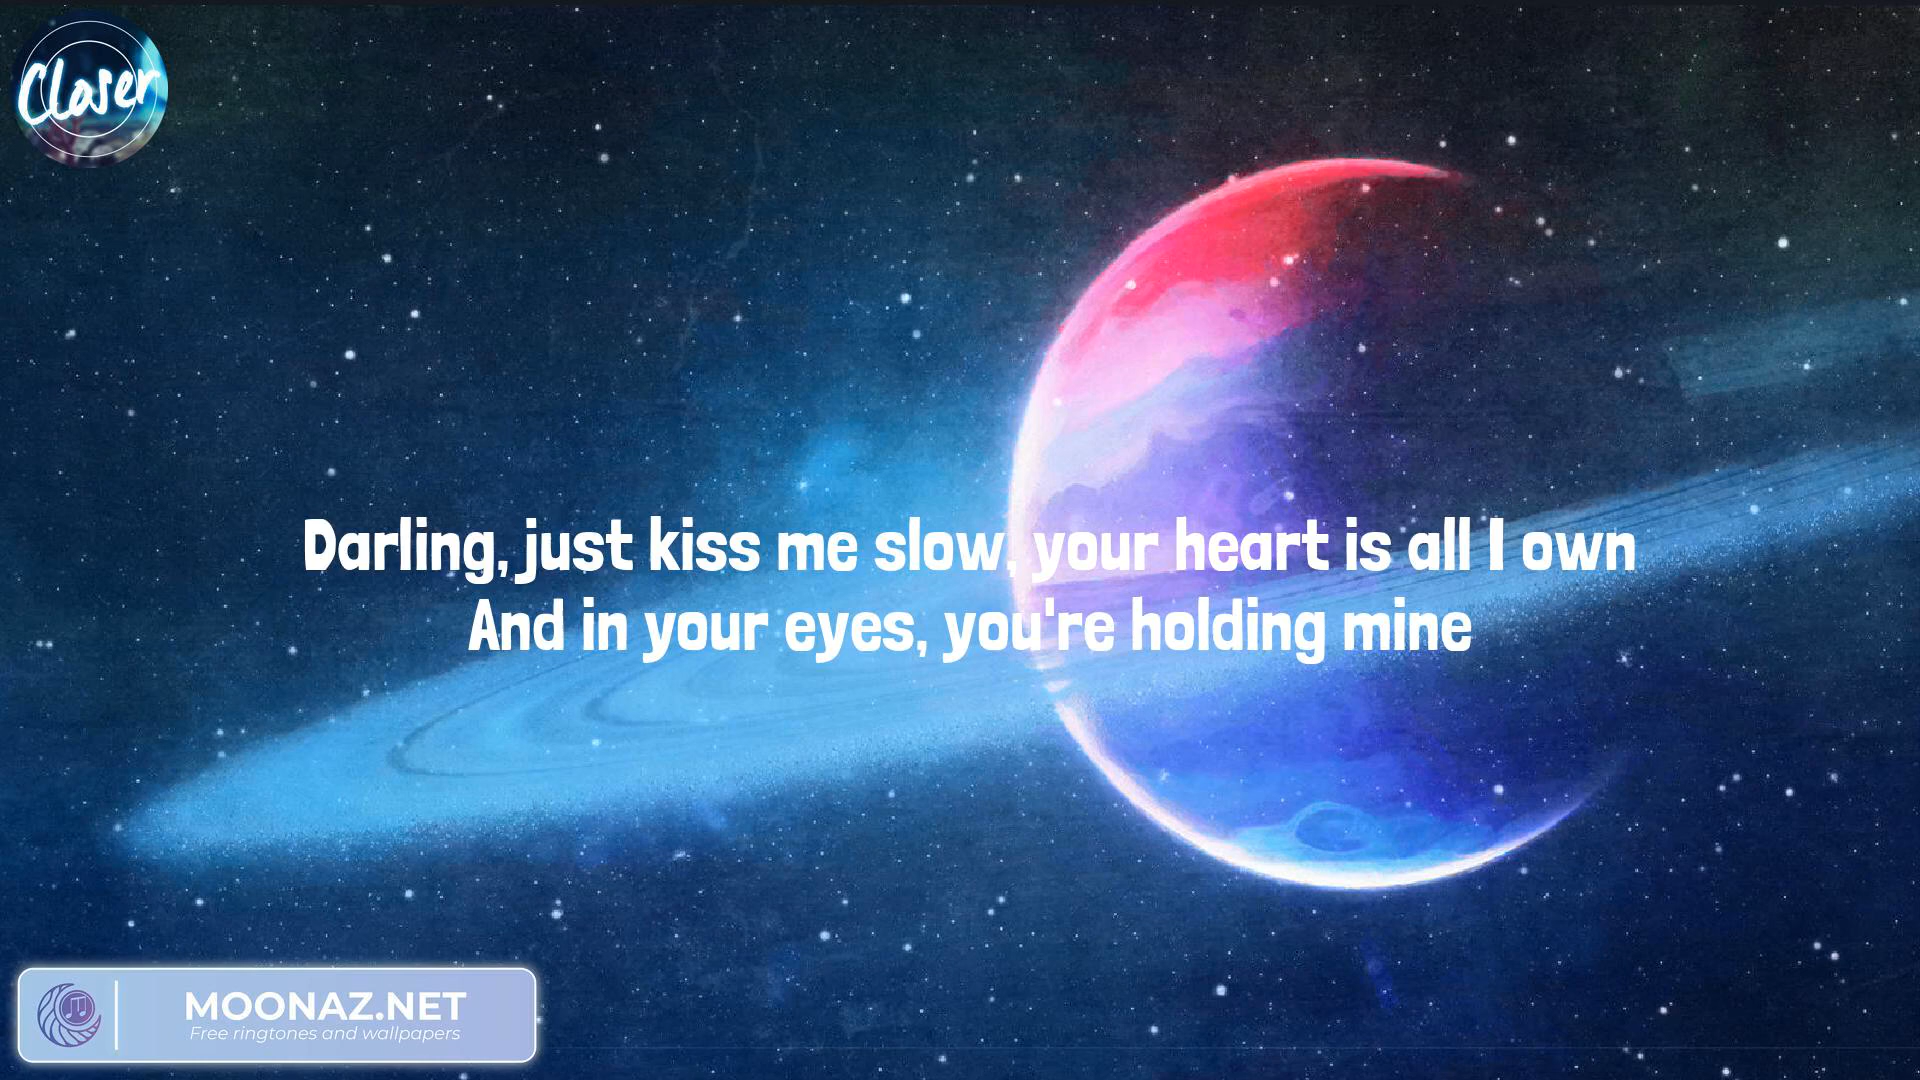 Closer
Darling, just kiss me slow, your heart is all I own
And in your eyes, you're holding mine
MOONAZ.NET
Free ringtones and wallpapers